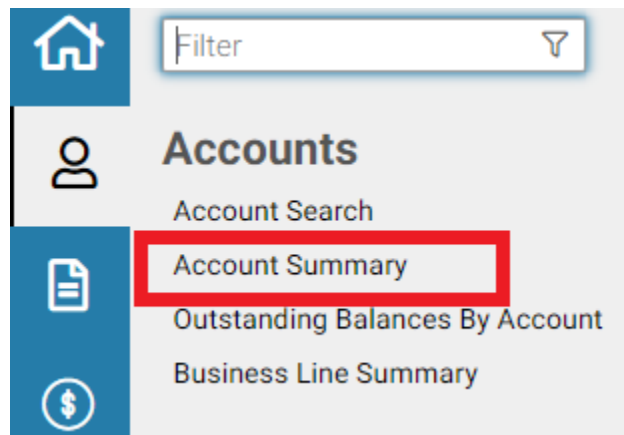 Filter
Accounts
Account Search
Account Summary
Outstanding Balances By Account
Business Line Summary
$